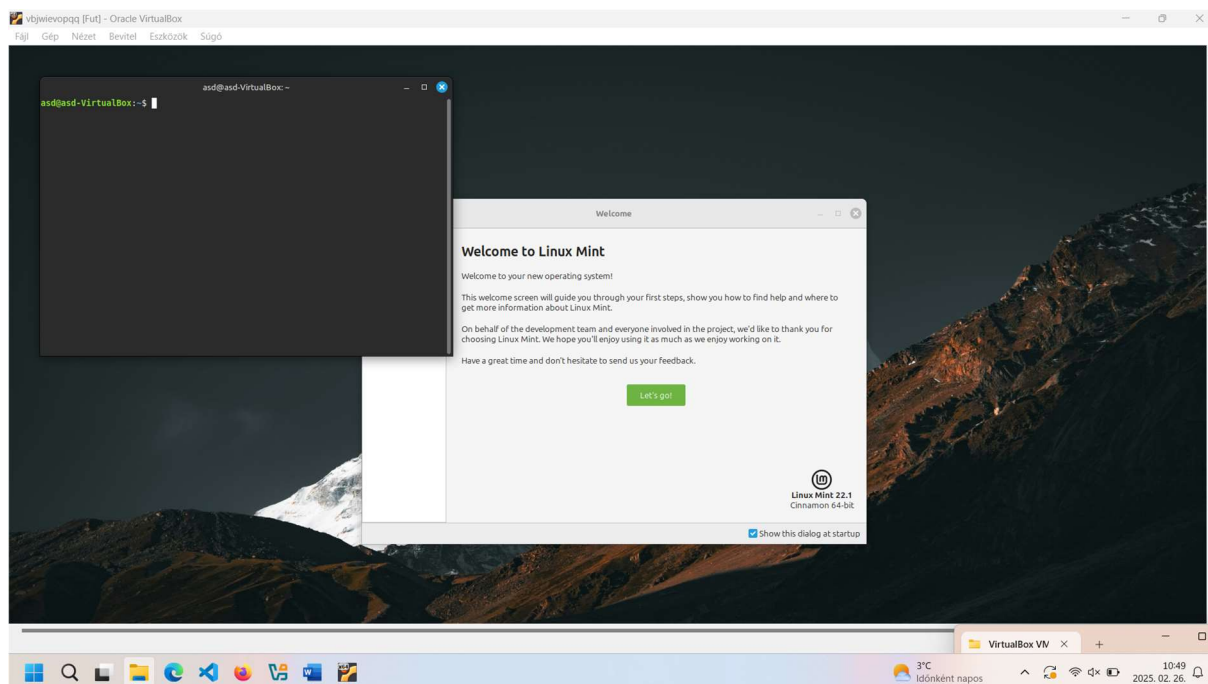 vbjwievopqq [Fut] - Oracle VirtualBox
Fájl Gép Nézet Bevitel Eszközök Súgó
asd@asd-VirtualBox: ~
asd@asd-VirtualBox:~$
Welcome
Welcome to Linux Mint
Welcome to your new operating system!
This welcome screen will guide you through your first steps, show you how to find help and where to
get more information about Linux Mint.
On behalf of the development team and everyone involved in the project, we'd like to thank you for
choosing Linux Mint. We hope you'll enjoy using it as much as we enjoy working on it.
Have a great time and don't hesitate to send us your feedback.
Let's go!
Linux Mint 22.1
Cinnamon 64-bit
Show this dialog at startup
VirtualBox VM
3°C
Időnként napos
10:49
2025. 02. 26.